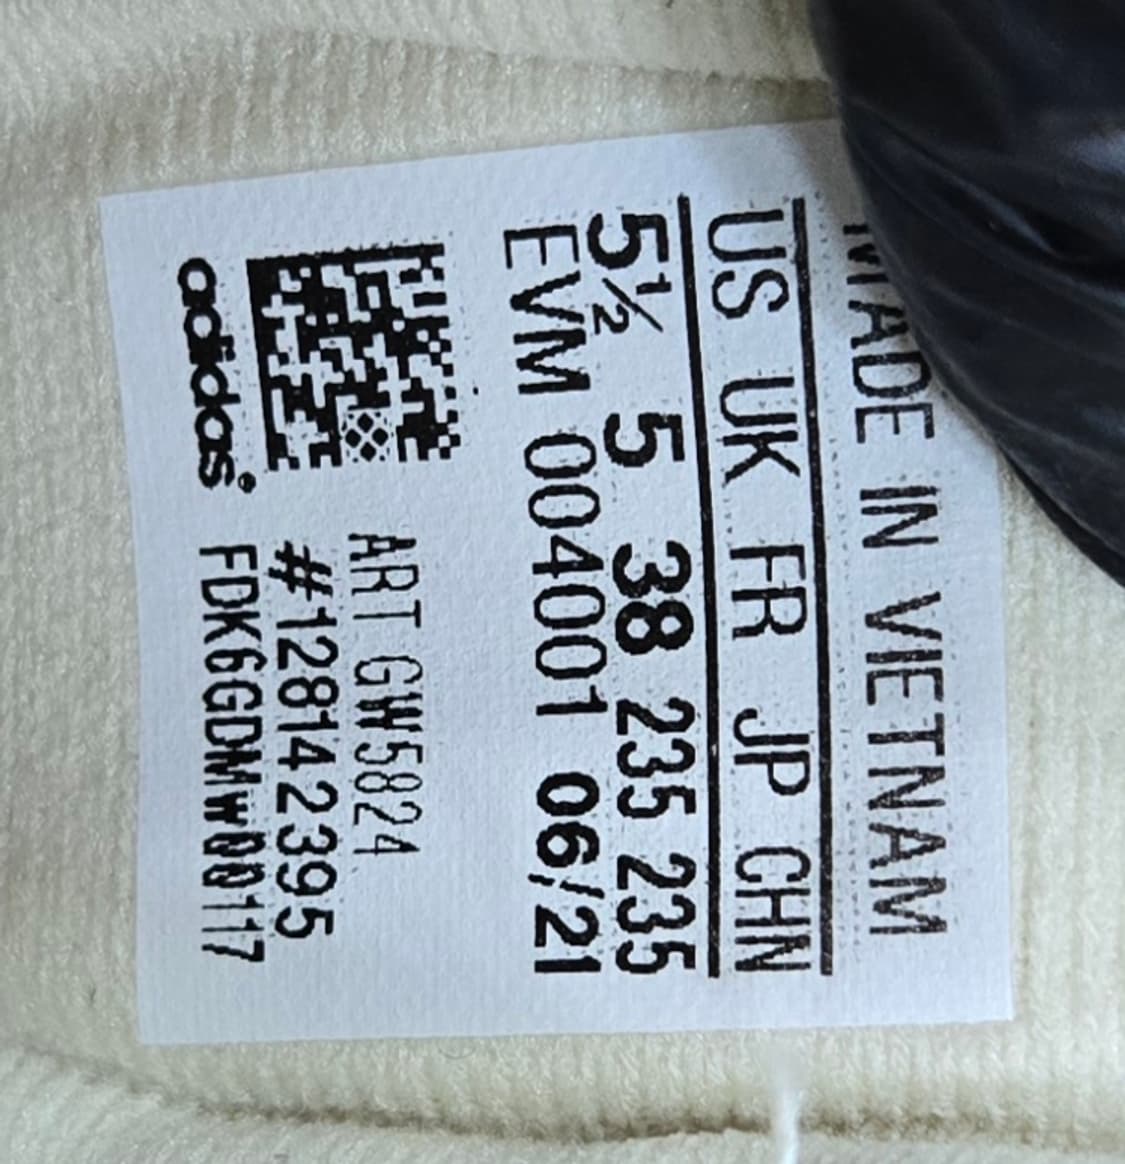 MADE IN VIETNAM
US UK FR JP CHN
5½ 5 38 235 235
EVM 004001 06/21
ART GW5824
#128142395
FDK6GDMW00117
adidas®